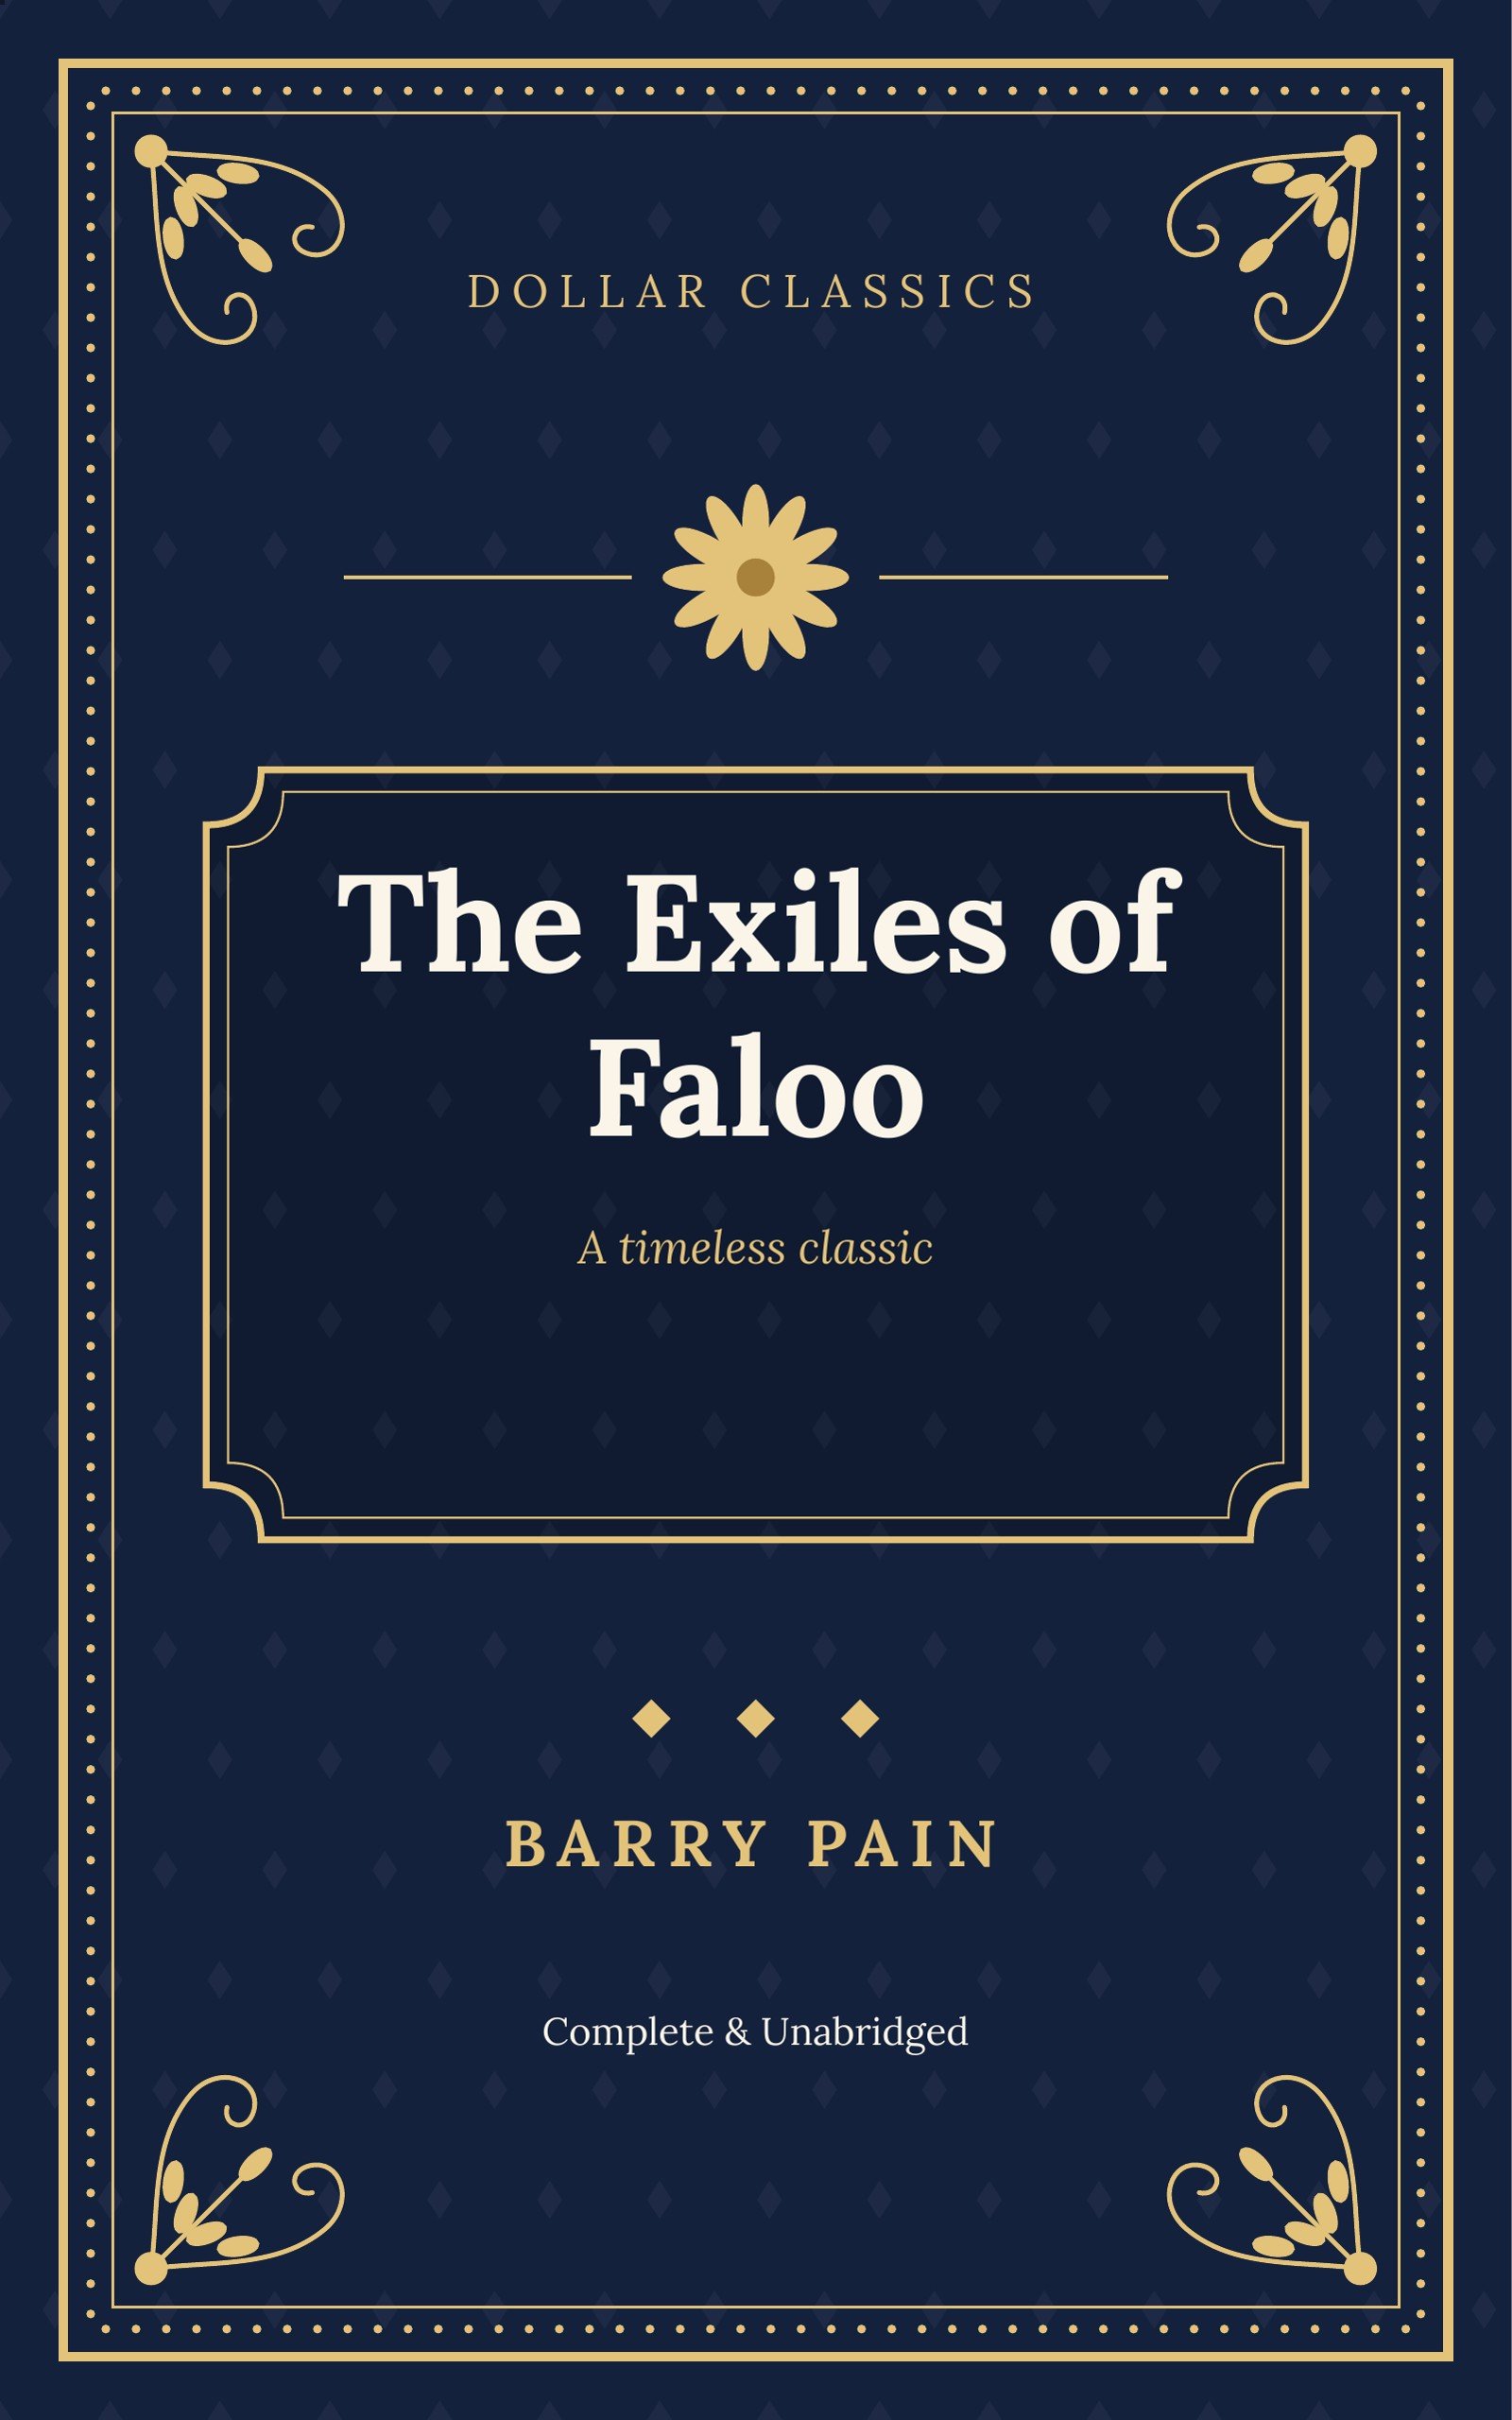 DOLLAR CLASSICS
The Exiles of
Faloo
A timeless classic
BARRY PAIN
Complete & Unabridged